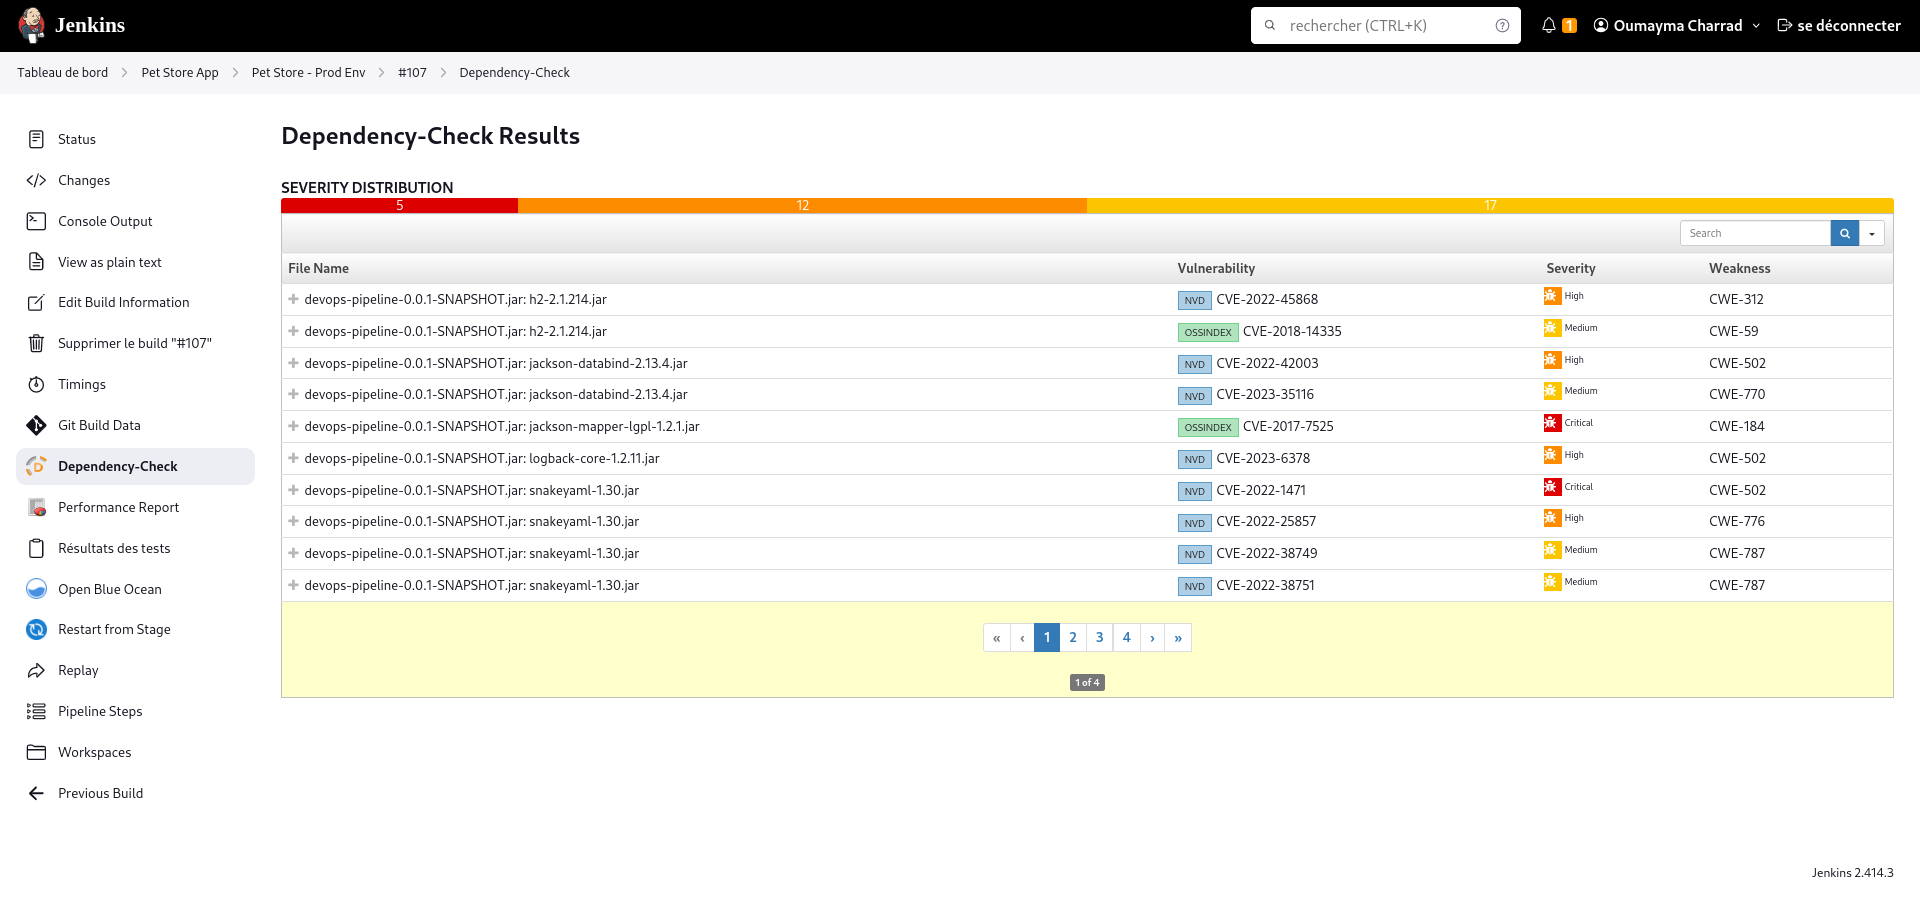 Jenkins
rechercher (CTRL+K)
1
Oumayma Charrad
se déconnecter
Tableau de bord
Pet Store App
Pet Store - Prod Env
#107
Dependency-Check
Status
Changes
Console Output
View as plain text
Edit Build Information
Supprimer le build "#107"
Timings
Git Build Data
Dependency-Check
Performance Report
Résultats des tests
Open Blue Ocean
Restart from Stage
Replay
Pipeline Steps
Workspaces
Previous Build
Dependency-Check Results
SEVERITY DISTRIBUTION
5 12 17
Search
File Name Vulnerability Severity Weakness
devops-pipeline-0.0.1-SNAPSHOT.jar: h2-2.1.214.jar NVD CVE-2022-45868 High CWE-312
devops-pipeline-0.0.1-SNAPSHOT.jar: h2-2.1.214.jar OSSINDEX CVE-2018-14335 Medium CWE-59
devops-pipeline-0.0.1-SNAPSHOT.jar: jackson-databind-2.13.4.jar NVD CVE-2022-42003 High CWE-502
devops-pipeline-0.0.1-SNAPSHOT.jar: jackson-databind-2.13.4.jar NVD CVE-2023-35116 Medium CWE-770
devops-pipeline-0.0.1-SNAPSHOT.jar: jackson-mapper-lgpl-1.2.1.jar OSSINDEX CVE-2017-7525 Critical CWE-184
devops-pipeline-0.0.1-SNAPSHOT.jar: logback-core-1.2.11.jar NVD CVE-2023-6378 High CWE-502
devops-pipeline-0.0.1-SNAPSHOT.jar: snakeyaml-1.30.jar NVD CVE-2022-1471 Critical CWE-502
devops-pipeline-0.0.1-SNAPSHOT.jar: snakeyaml-1.30.jar NVD CVE-2022-25857 High CWE-776
devops-pipeline-0.0.1-SNAPSHOT.jar: snakeyaml-1.30.jar NVD CVE-2022-38749 Medium CWE-787
devops-pipeline-0.0.1-SNAPSHOT.jar: snakeyaml-1.30.jar NVD CVE-2022-38751 Medium CWE-787
« ‹ 1 2 3 4 › »
1 of 4
Jenkins 2.414.3